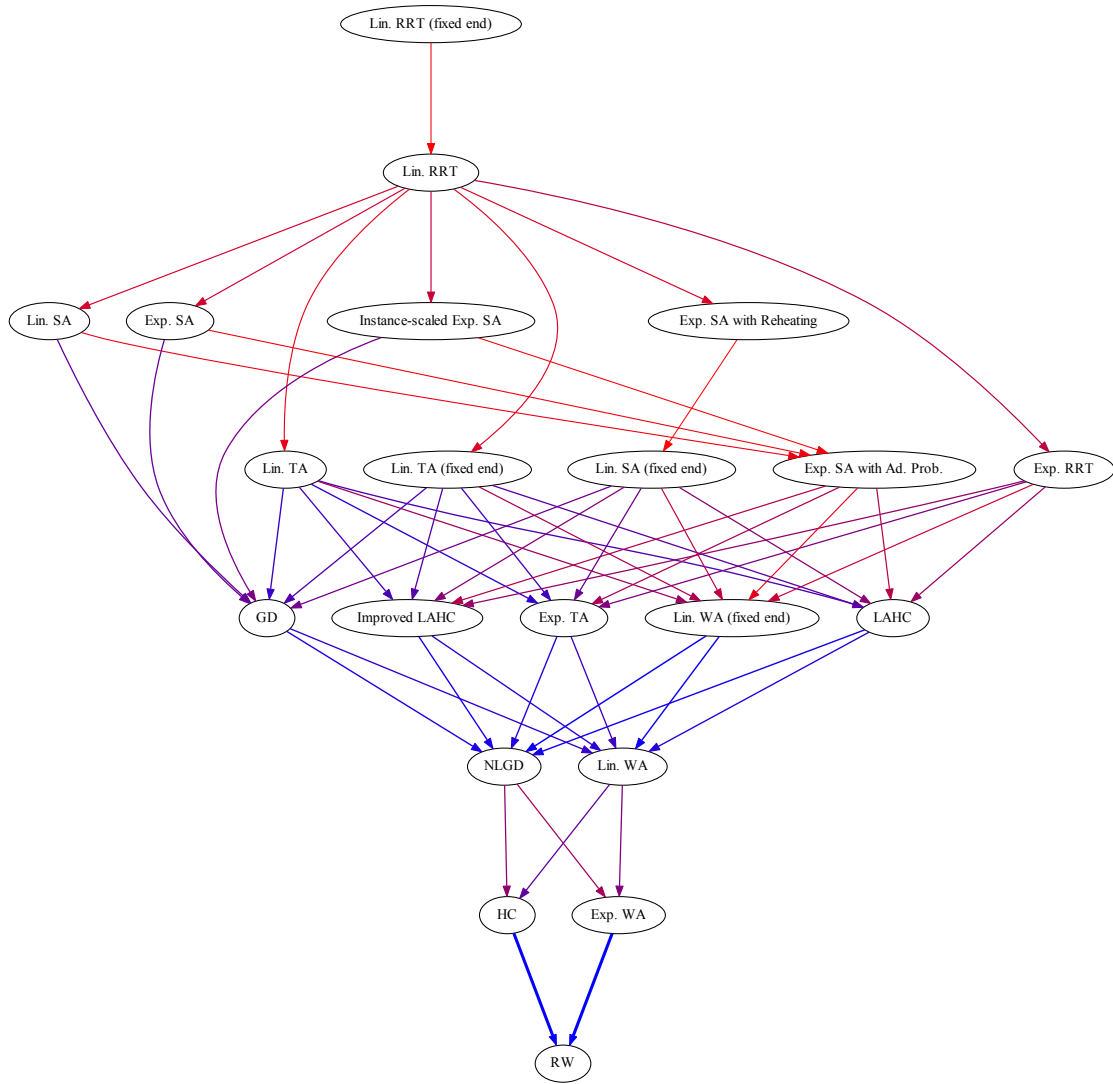 Lin. RRT (fixed end)
Lin. RRT
Lin. SA
Exp. SA
Instance-scaled Exp. SA
Exp. SA with Reheating
Lin. TA
Lin. TA (fixed end)
Lin. SA (fixed end)
Exp. SA with Ad. Prob.
Exp. RRT
GD
Improved LAHC
Exp. TA
Lin. WA (fixed end)
LAHC
NLGD
Lin. WA
HC
Exp. WA
RW